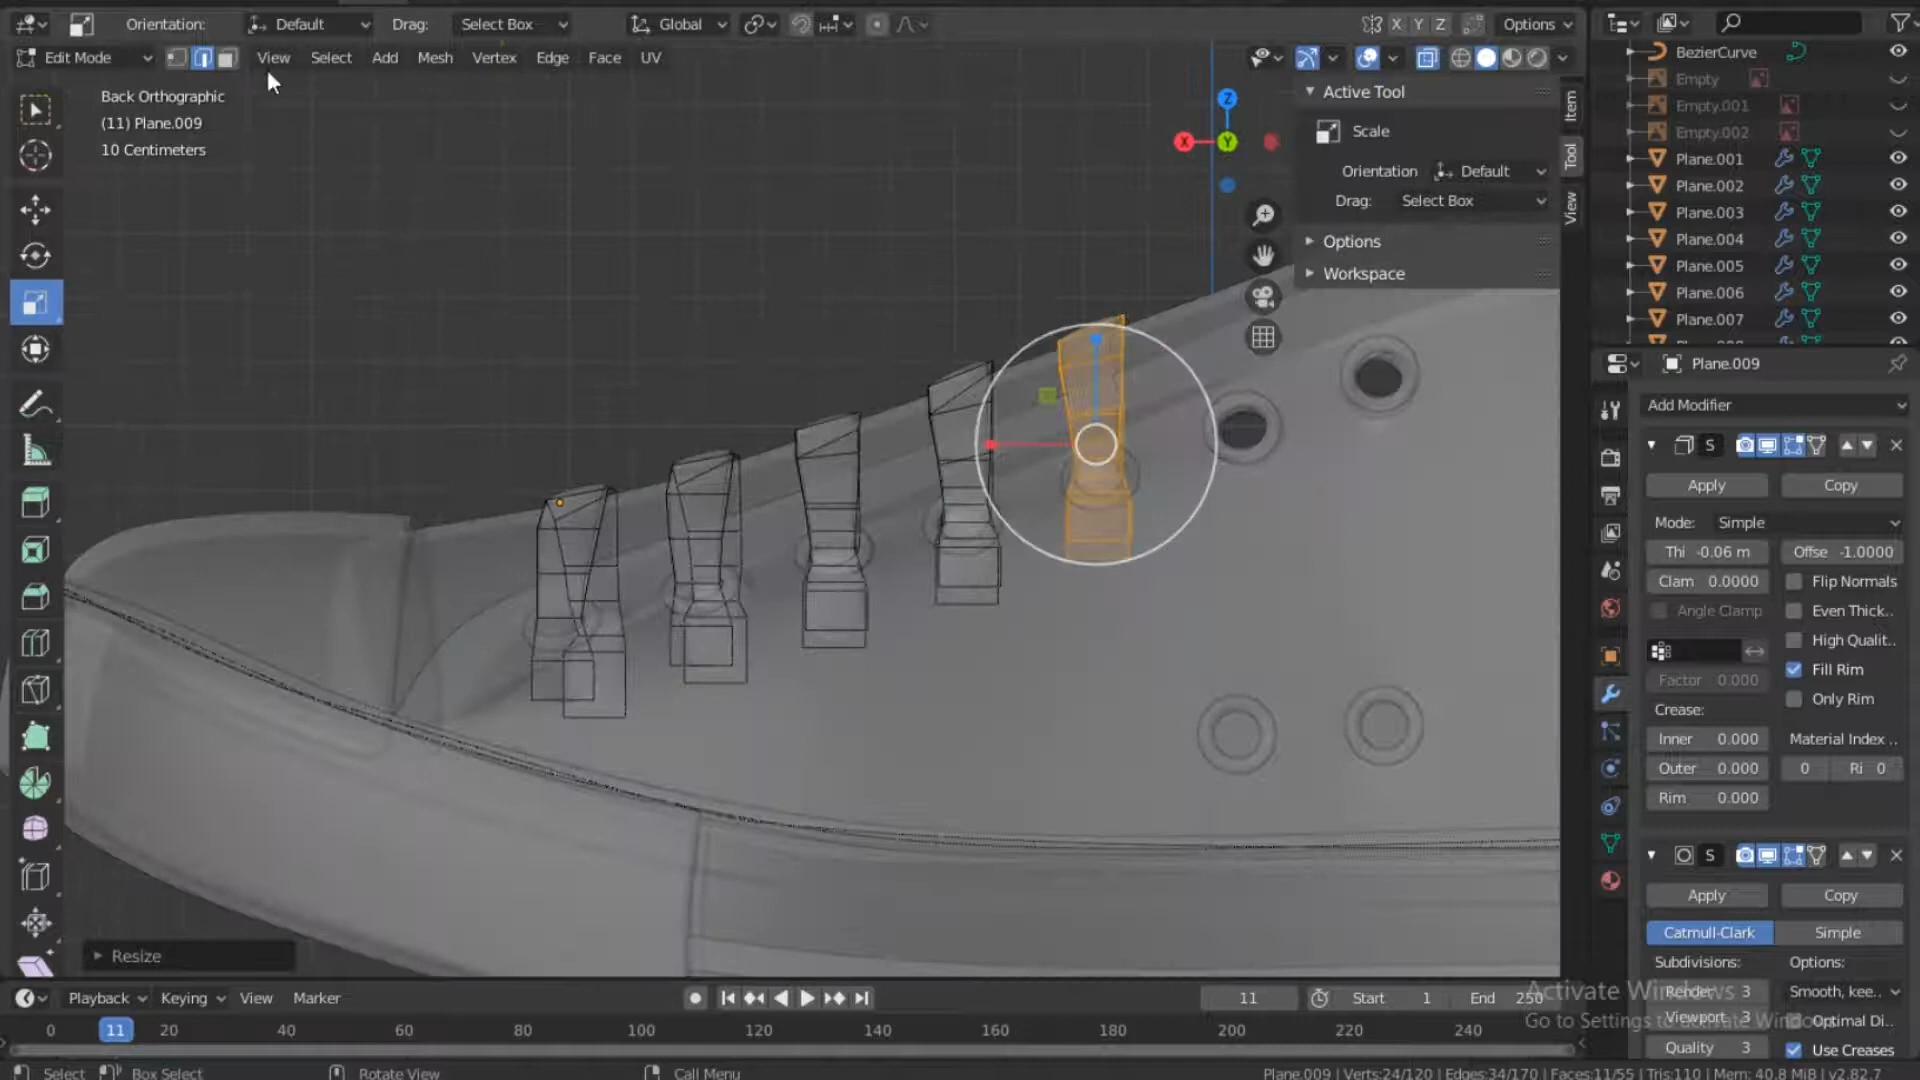 Orientation: Default Drag: Select Box Global X Y Z Options
Edit Mode View Select Add Mesh Vertex Edge Face UV
Back Orthographic
(11) Plane.009
10 Centimeters
Z
X
Y
Active Tool
Scale
Orientation Default
Drag: Select Box
Options
Workspace
Item
Tool
View
BezierCurve
Empty
Empty.001
Empty.002
Plane.001
Plane.002
Plane.003
Plane.004
Plane.005
Plane.006
Plane.007
Plane.009
Add Modifier
S
Apply Copy
Mode: Simple
Thi -0.06 m Offse -1.0000
Clam 0.0000 Flip Normals
Angle Clamp Even Thick..
High Qualit..
Fill Rim
Factor 0.000
Only Rim
Crease:
Inner 0.000 Material Index ..
Outer 0.000 0 Ri 0
Rim 0.000
S
Apply Copy
Catmull-Clark Simple
Subdivisions: Options:
Render 3 Smooth, kee..
Viewport 3 Optimal Di..
Quality 3 Use Creases
Activate Windows
Go to Settings to activate Windows
Resize
Playback Keying View Marker 11 Start 1 End 250
0 11 20 40 60 80 100 120 140 160 180 200 220 240
Select Box Select Rotate View Call Menu Plane.009 | Verts:24/120 | Edges:34/170 | Faces:11/55 | Tris:110 | Mem: 40.8 MiB | v2.82.7